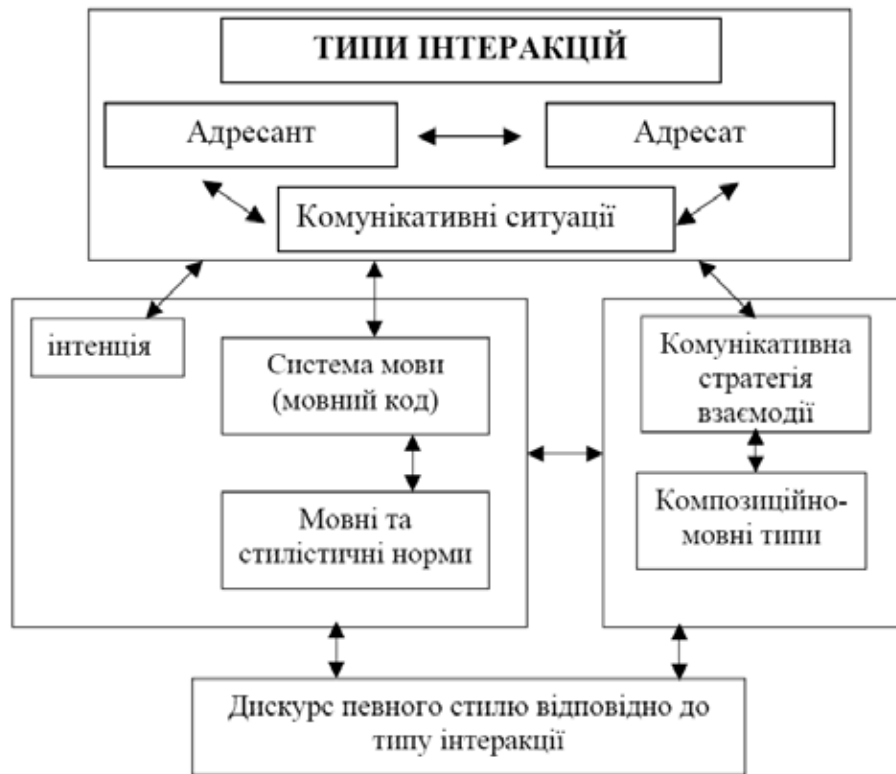 ТИПИ ІНТЕРАКЦІЙ
Адресант
Адресат
Комунікативні ситуації
інтенція
Система мови
(мовний код)
Мовні та
стилістичні норми
Комунікативна
стратегія
взаємодії
Композиційно-
мовні типи
Дискурс певного стилю відповідно до
типу інтеракції